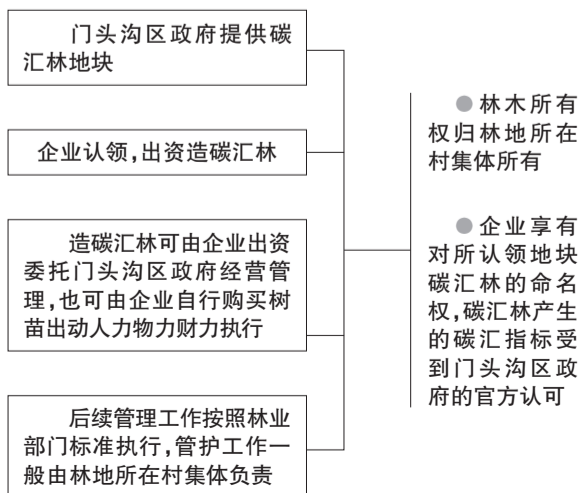 门头沟区政府提供碳
汇林地块
企业认领,出资造碳汇林
造碳汇林可由企业出资
委托门头沟区政府经营管
理,也可由企业自行购买树
苗出动人力物力财力执行
后续管理工作按照林业
部门标准执行,管护工作一
般由林地所在村集体负责
●林木所有
权归林地所在
村集体所有
●企业享有
对所认领地块
碳汇林的命名
权,碳汇林产生
的碳汇指标受
到门头沟区政
府的官方认可